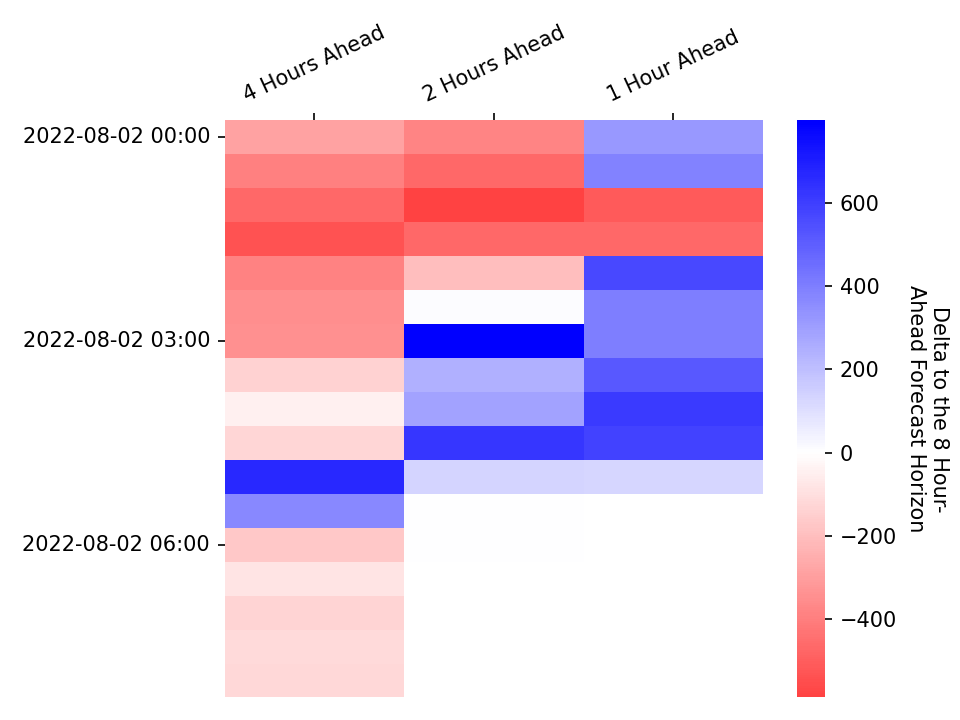 4 Hours Ahead
2 Hours Ahead
1 Hour Ahead
2022-08-02 00:00
2022-08-02 03:00
2022-08-02 06:00
600
400
200
0
−200
−400
Delta to the 8 Hour-
Ahead Forecast Horizon